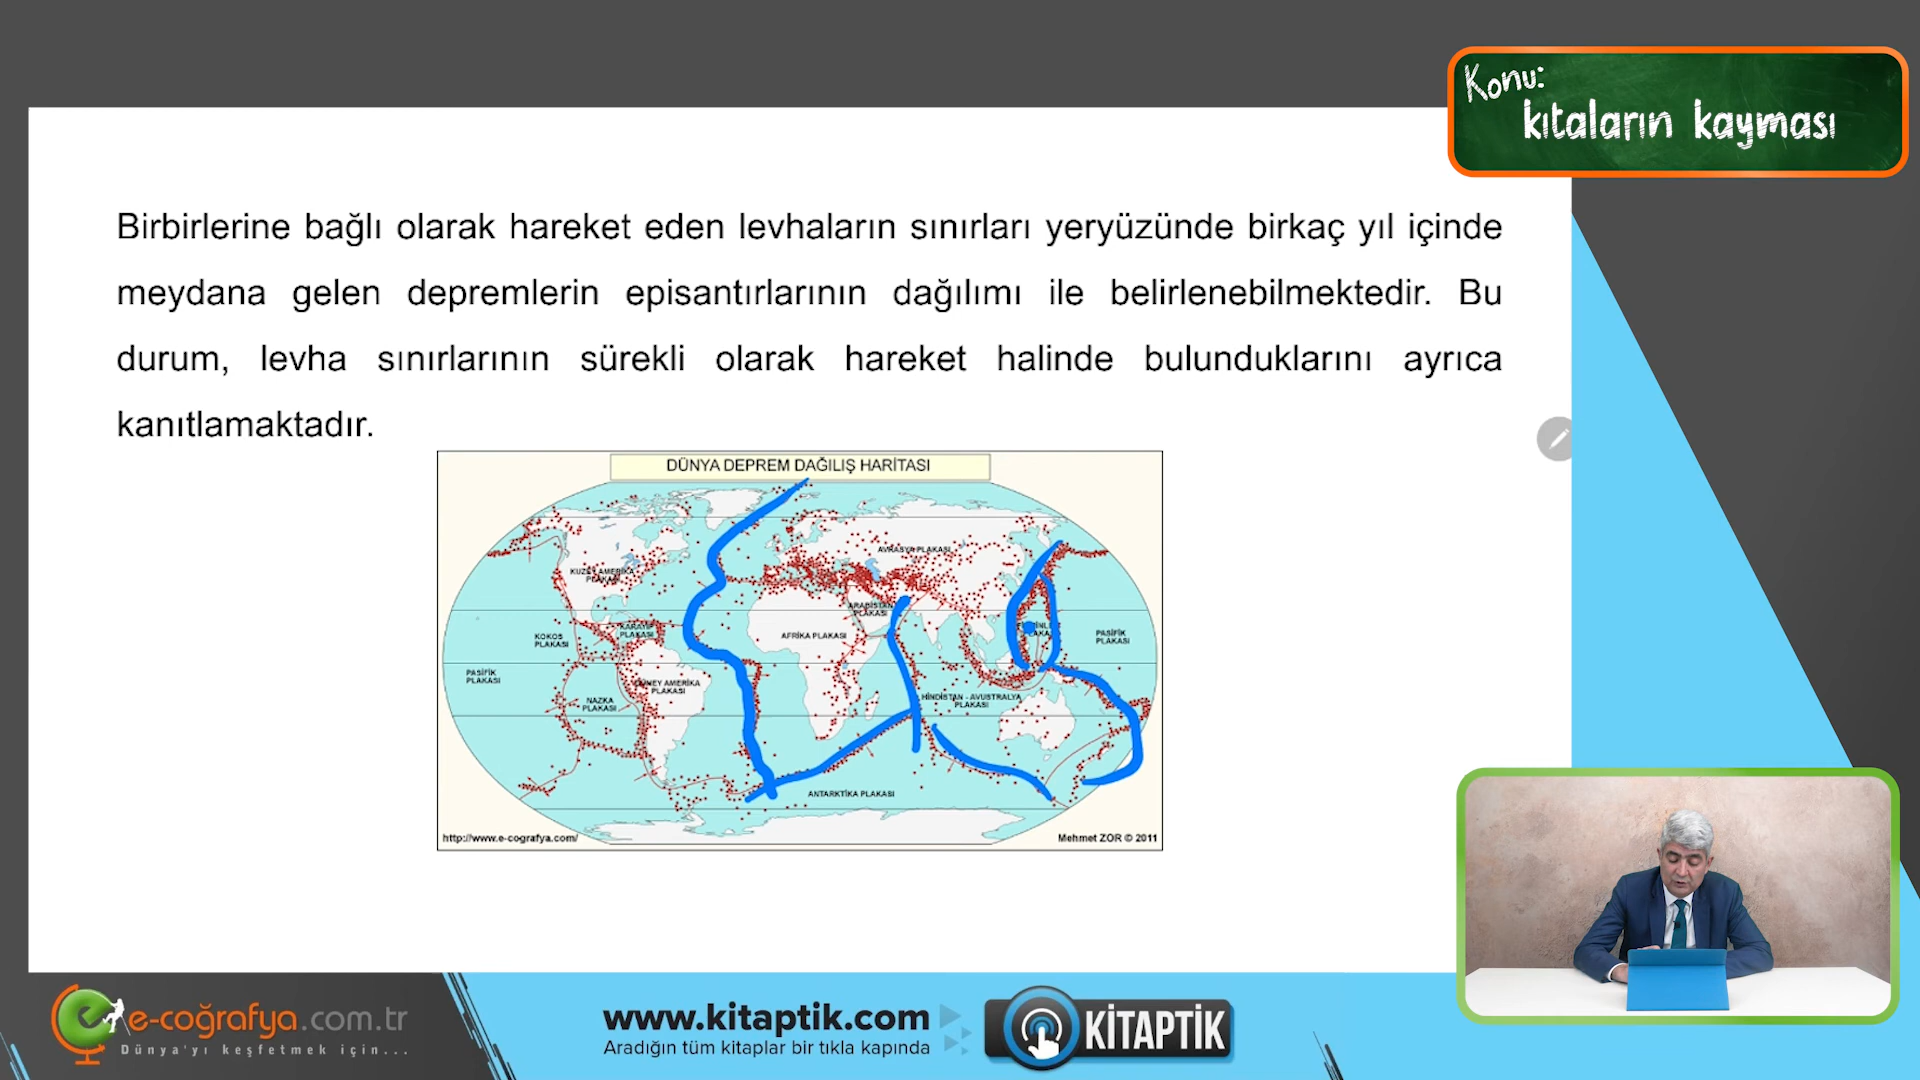 Konu:
kıtaların kayması
Birbirlerine bağlı olarak hareket eden levhaların sınırları yeryüzünde birkaç yıl içinde
meydana gelen depremlerin episantırlarının dağılımı ile belirlenebilmektedir. Bu
durum, levha sınırlarının sürekli olarak hareket halinde bulunduklarını ayrıca
kanıtlamaktadır.
DÜNYA DEPREM DAĞILIŞ HARİTASI
AVRASYA PLAKASI
KUZEY AMERİKA
PLAKASI
ARABİSTAN
PLAKASI
KARAYİP
PLAKASI
KOKOS
PLAKASI
AFRİKA PLAKASI
PASİFİK
PLAKASI
PASİFİK
PLAKASI
GÜNEY AMERİKA
PLAKASI
NAZKA
PLAKASI
HİNDİSTAN - AVUSTRALYA
PLAKASI
ANTARKTİKA PLAKASI
http://www.e-cografya.com/
Mehmet ZOR © 2011
e-coğrafya.com.tr
Dünya'yı keşfetmek için...
www.kitaptik.com
Aradığın tüm kitaplar bir tıkla kapında
KİTAPTİK